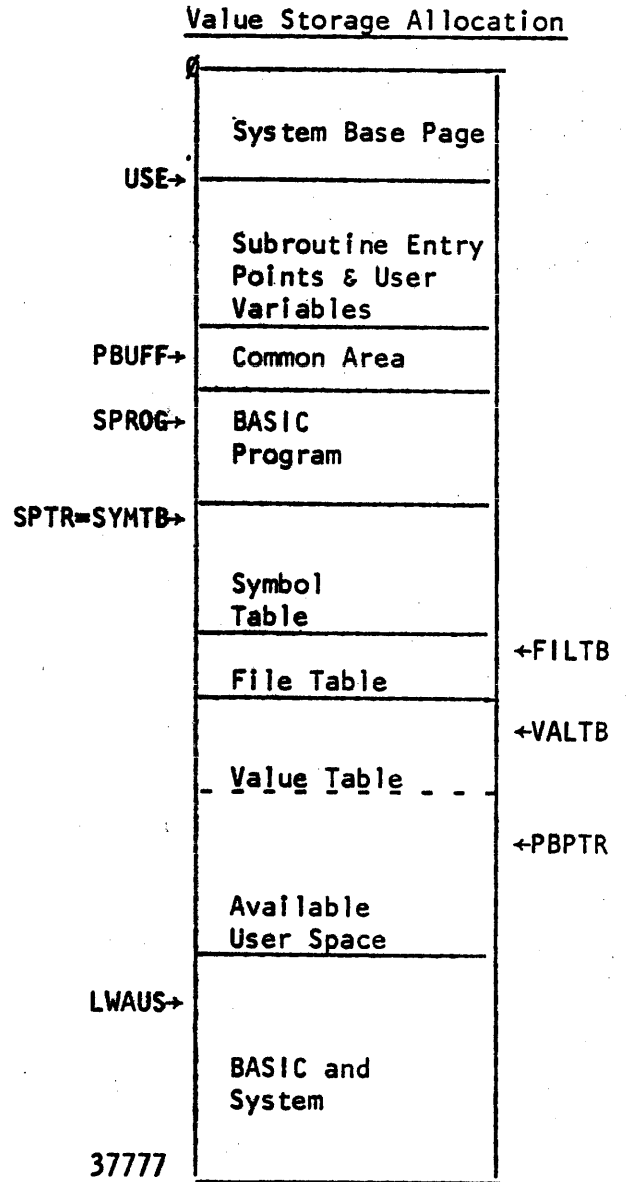 Value Storage Allocation
Ø
System Base Page
USE→
Subroutine Entry
Points & User
Variables
PBUFF→ Common Area
SPROG→ BASIC
Program
SPTR=SYMTB→
Symbol
Table
←FILTB
File Table
←VALTB
Value Table
←PBPTR
Available
User Space
LWAUS→
BASIC and
System
37777